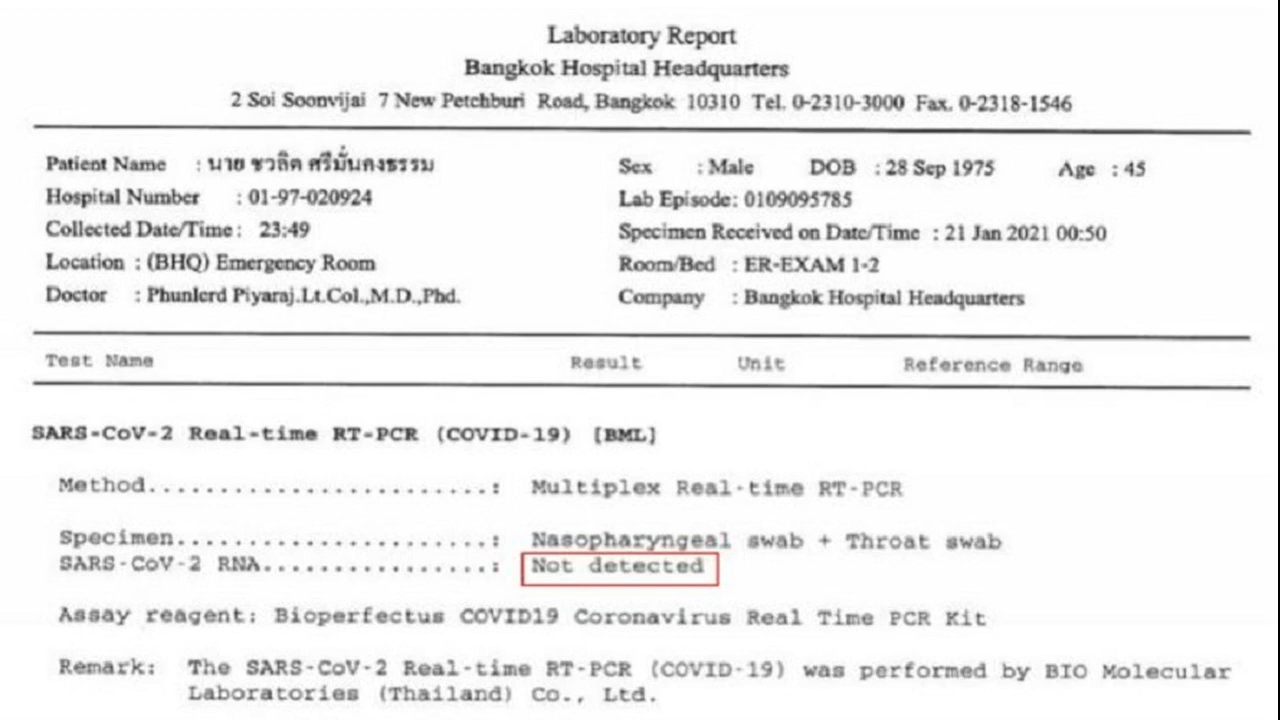 Laboratory Report
Bangkok Hospital Headquarters
2 Soi Soonvijai 7 New Petchburi Road, Bangkok 10310 Tel. 0-2310-3000 Fax. 0-2318-1546
Patient Name : นาย ชวลิต ศรีมั่นคงธรรม Sex : Male DOB : 28 Sep 1975 Age : 45
Hospital Number : 01-97-020924 Lab Episode: 0109095785
Collected Date/Time : 23:49 Specimen Received on Date/Time : 21 Jan 2021 00:50
Location : (BHQ) Emergency Room Room/Bed : ER-EXAM 1-2
Doctor : Phunlerd Piyaraj.Lt.Col.,M.D.,Phd. Company : Bangkok Hospital Headquarters
Test Name Result Unit Reference Range
SARS-CoV-2 Real-time RT-PCR (COVID-19) [BML]
Method.......................: Multiplex Real-time RT-PCR
Specimen.....................: Nasopharyngeal swab + Throat swab
SARS-CoV-2 RNA...............: Not detected
Assay reagent: Bioperfectus COVID19 Coronavirus Real Time PCR Kit
Remark: The SARS-CoV-2 Real-time RT-PCR (COVID-19) was performed by BIO Molecular
Laboratories (Thailand) Co., Ltd.